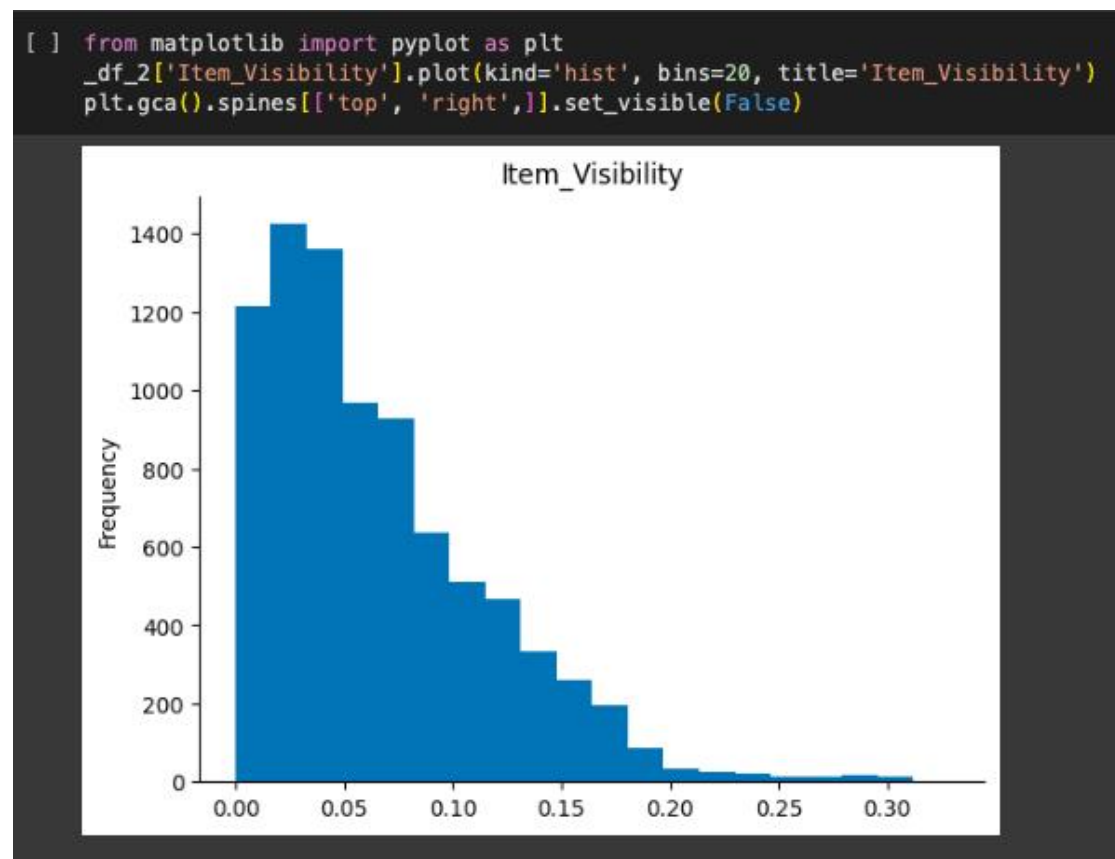 [ ] from matplotlib import pyplot as plt
_df_2['Item_Visibility'].plot(kind='hist', bins=20, title='Item_Visibility')
plt.gca().spines[['top', 'right',]].set_visible(False)
Item_Visibility
1400
1200
1000
800
600
400
200
0
Frequency
0.00 0.05 0.10 0.15 0.20 0.25 0.30